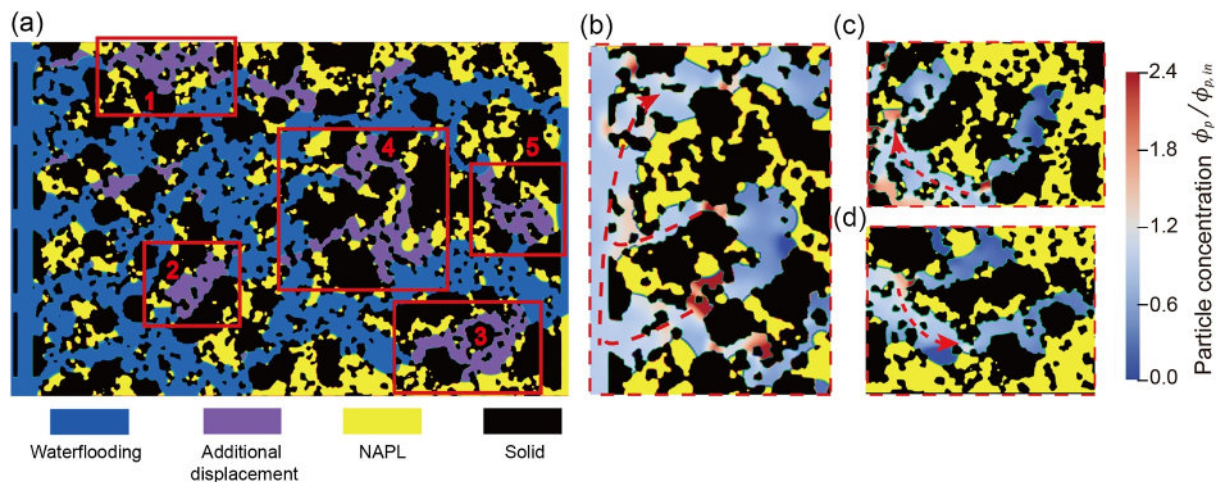 (a)
1
4
5
2
3
Waterflooding
Additional
displacement
NAPL
Solid
(b)
(c)
(d)
2.4
1.8
1.2
0.6
0.0
Particle concentration ϕp / ϕp,in